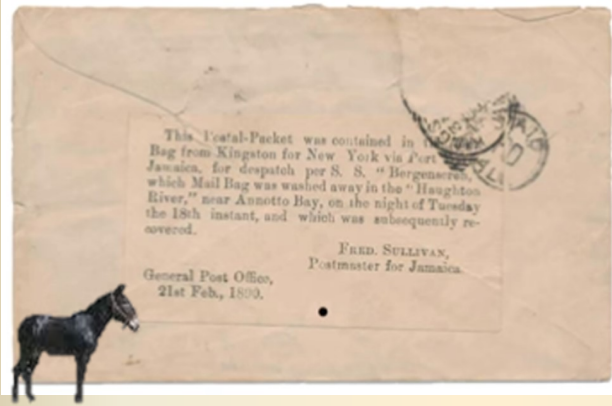 This Postal-Packet was contained in
Bag from Kingston for New York via Port
Jamaica, for despatch per S. S. "Bergenseren,
which Mail Bag was washed away in the "Haughton
River," near Annotto Bay, on the night of Tuesday
the 18th instant, and which was subsequently re-
covered.
FRED. SULLIVAN,
Postmaster for Jamaica.
General Post Office,
21st Feb., 1890.
PAID